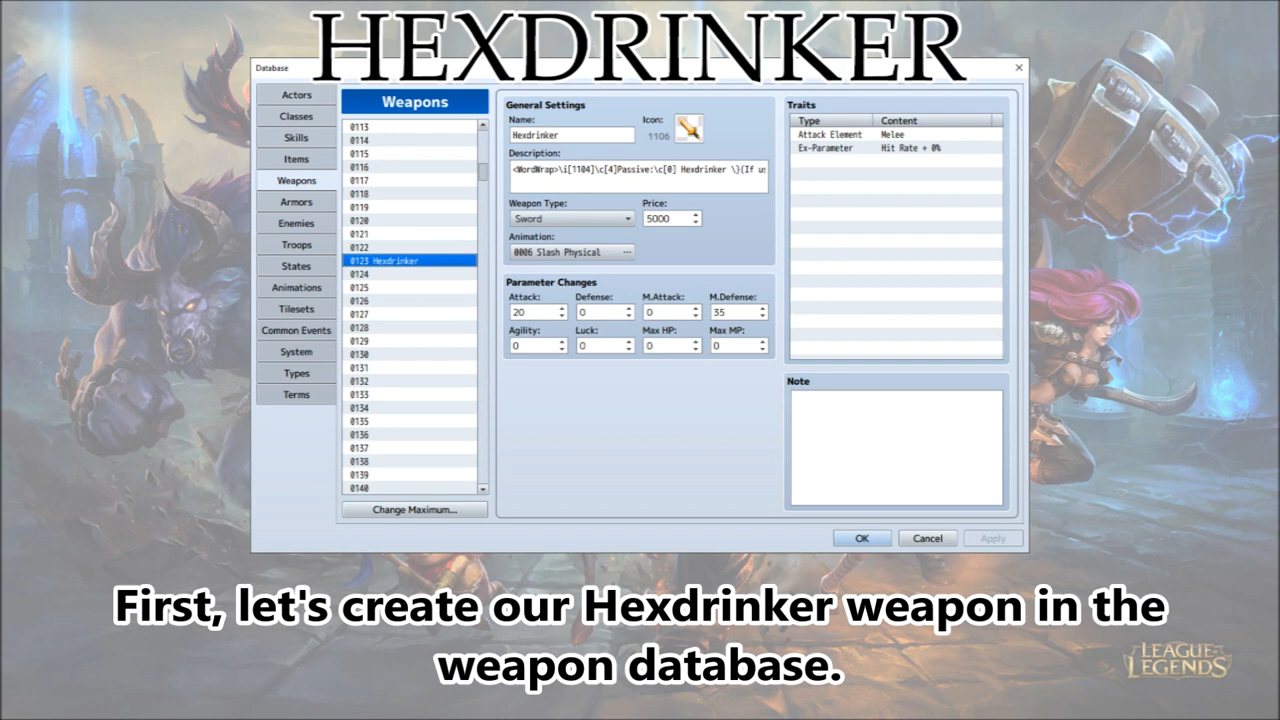 HEXDRINKER
Database
Actors
Classes
Skills
Items
Weapons
Armors
Enemies
Troops
States
Animations
Tilesets
Common Events
System
Types
Terms
Weapons
0113
0114
0115
0116
0117
0118
0119
0120
0121
0122
0123 Hexdrinker
0124
0125
0126
0127
0128
0129
0130
0131
0132
0133
0134
0135
0136
0137
0138
0139
0140
Change Maximum...
General Settings
Name: Icon:
Hexdrinker 1106
Description:
<WordWrap>\i[1104]\c[4]Passive:\c[0] Hexdrinker \}(If us
Weapon Type: Price:
Sword 5000
Animation:
0006 Slash Physical ...
Parameter Changes
Attack: Defense: M.Attack: M.Defense:
20 0 0 35
Agility: Luck: Max HP: Max MP:
0 0 0 0
Traits
Type Content
Attack Element Melee
Ex-Parameter Hit Rate + 0%
Note
OK Cancel Apply
First, let's create our Hexdrinker weapon in the
weapon database.
LEAGUE OF
LEGENDS